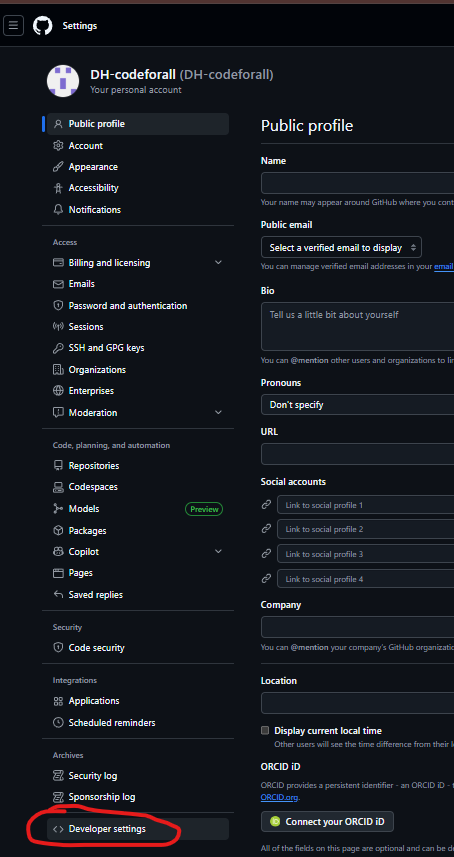 Settings
DH-codeforall (DH-codeforall)
Your personal account
Public profile
Account
Appearance
Accessibility
Notifications
Access
Billing and licensing
Emails
Password and authentication
Sessions
SSH and GPG keys
Organizations
Enterprises
Moderation
Code, planning, and automation
Repositories
Codespaces
Models Preview
Packages
Copilot
Pages
Saved replies
Security
Code security
Integrations
Applications
Scheduled reminders
Archives
Security log
Sponsorship log
Developer settings
Public profile
Name
Your name may appear around GitHub where you cont
Public email
Select a verified email to display
You can manage verified email addresses in your email
Bio
Tell us a little bit about yourself
You can @mention other users and organizations to lin
Pronouns
Don't specify
URL
Social accounts
Link to social profile 1
Link to social profile 2
Link to social profile 3
Link to social profile 4
Company
You can @mention your company's GitHub organizatio
Location
Display current local time
Other users will see the time difference from their l
ORCID iD
ORCID provides a persistent identifier - an ORCID iD - t
ORCID.org.
Connect your ORCID iD
All of the fields on this page are optional and can be de